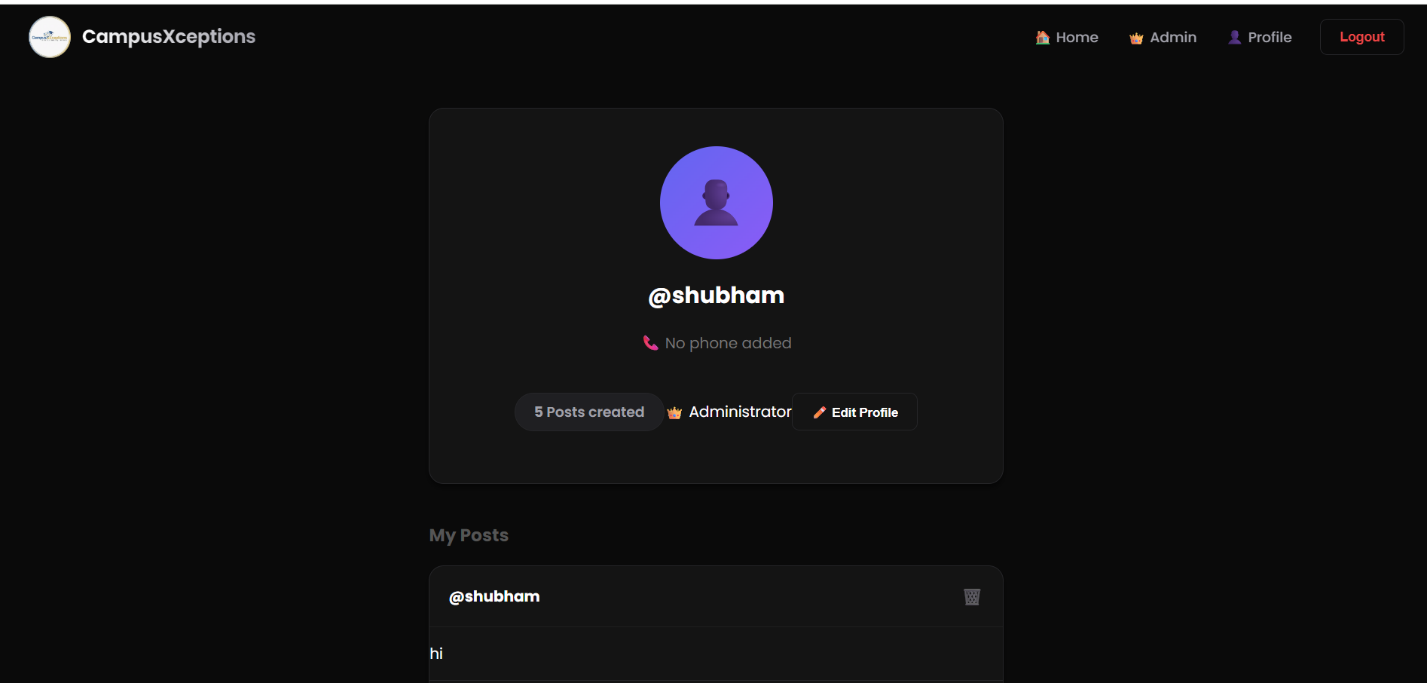 CampusXceptions
Home
Admin
Profile
Logout
@shubham
No phone added
5 Posts created
Administrator
Edit Profile
My Posts
@shubham
hi